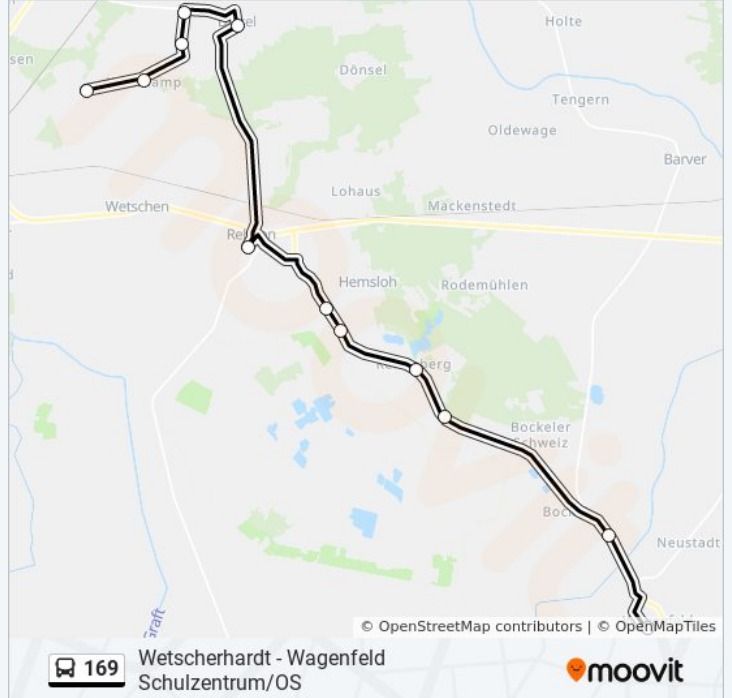 Holte
sen
Dönsel
Tengern
Oldewage
Barver
Lohaus
Wetschen
Mackenstedt
Hemsloh
Rodemühlen
Bockeler
Schweiz
Neustadt
Graft
© OpenStreetMap contributors | © OpenMapTiles
169
Wetscherhardt - Wagenfeld
Schulzentrum/OS
moovit